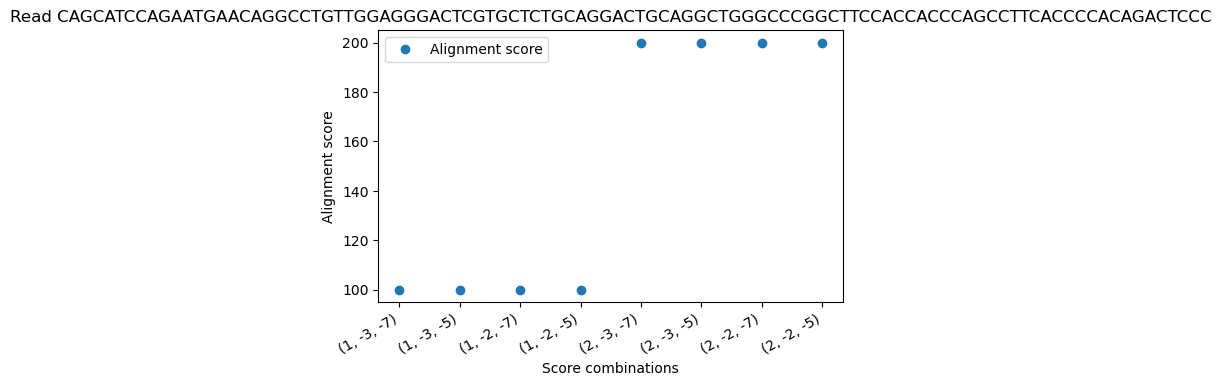 Read CAGCATCCAGAATGAACAGGCCTGTTGGAGGGACTCGTGCTCTGCAGGACTGCAGGCTGGGCCCGGCTTCCACCACCCAGCCTTCACCCCACAGACTCCC
Alignment score
200
180
160
140
120
100
Alignment score
(1, -3, -7)
(1, -3, -5)
(1, -2, -7)
(1, -2, -5)
(2, -3, -7)
(2, -3, -5)
(2, -2, -7)
(2, -2, -5)
Score combinations